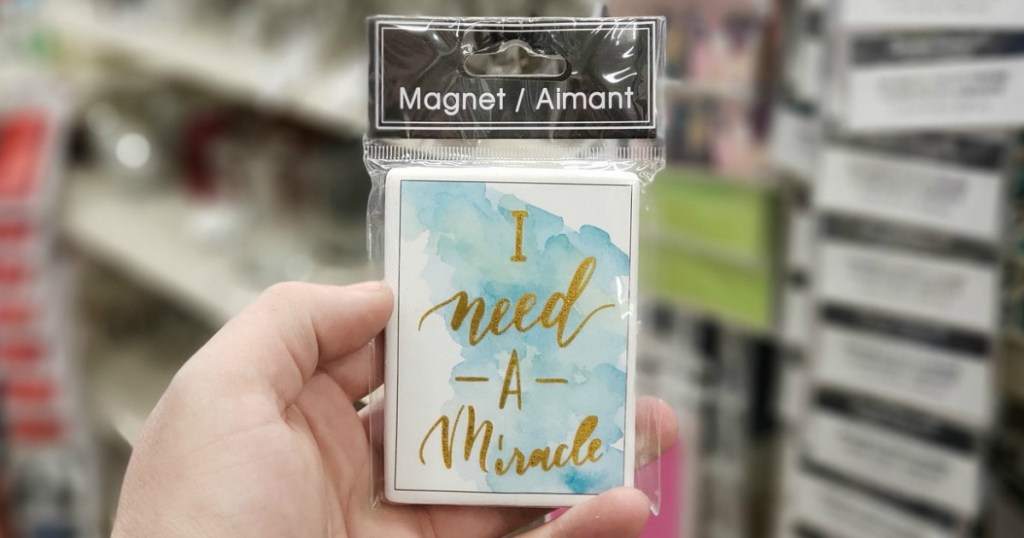 Magnet / Aimant
I
need
- A -
Miracle